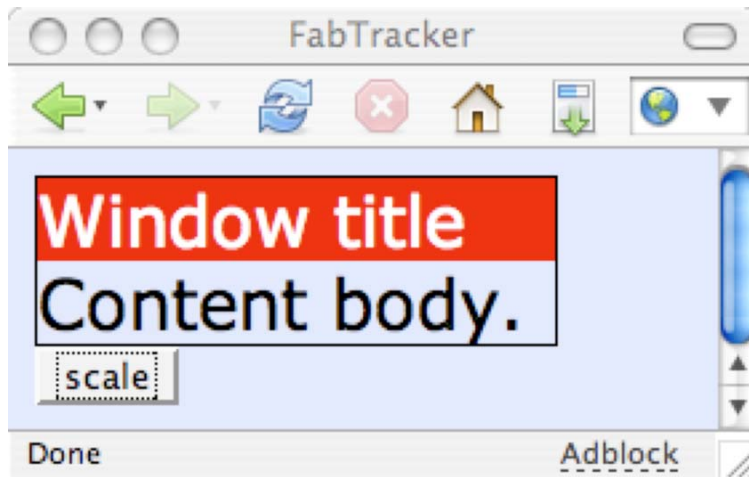 FabTracker
Window title
Content body.
scale
Done Adblock